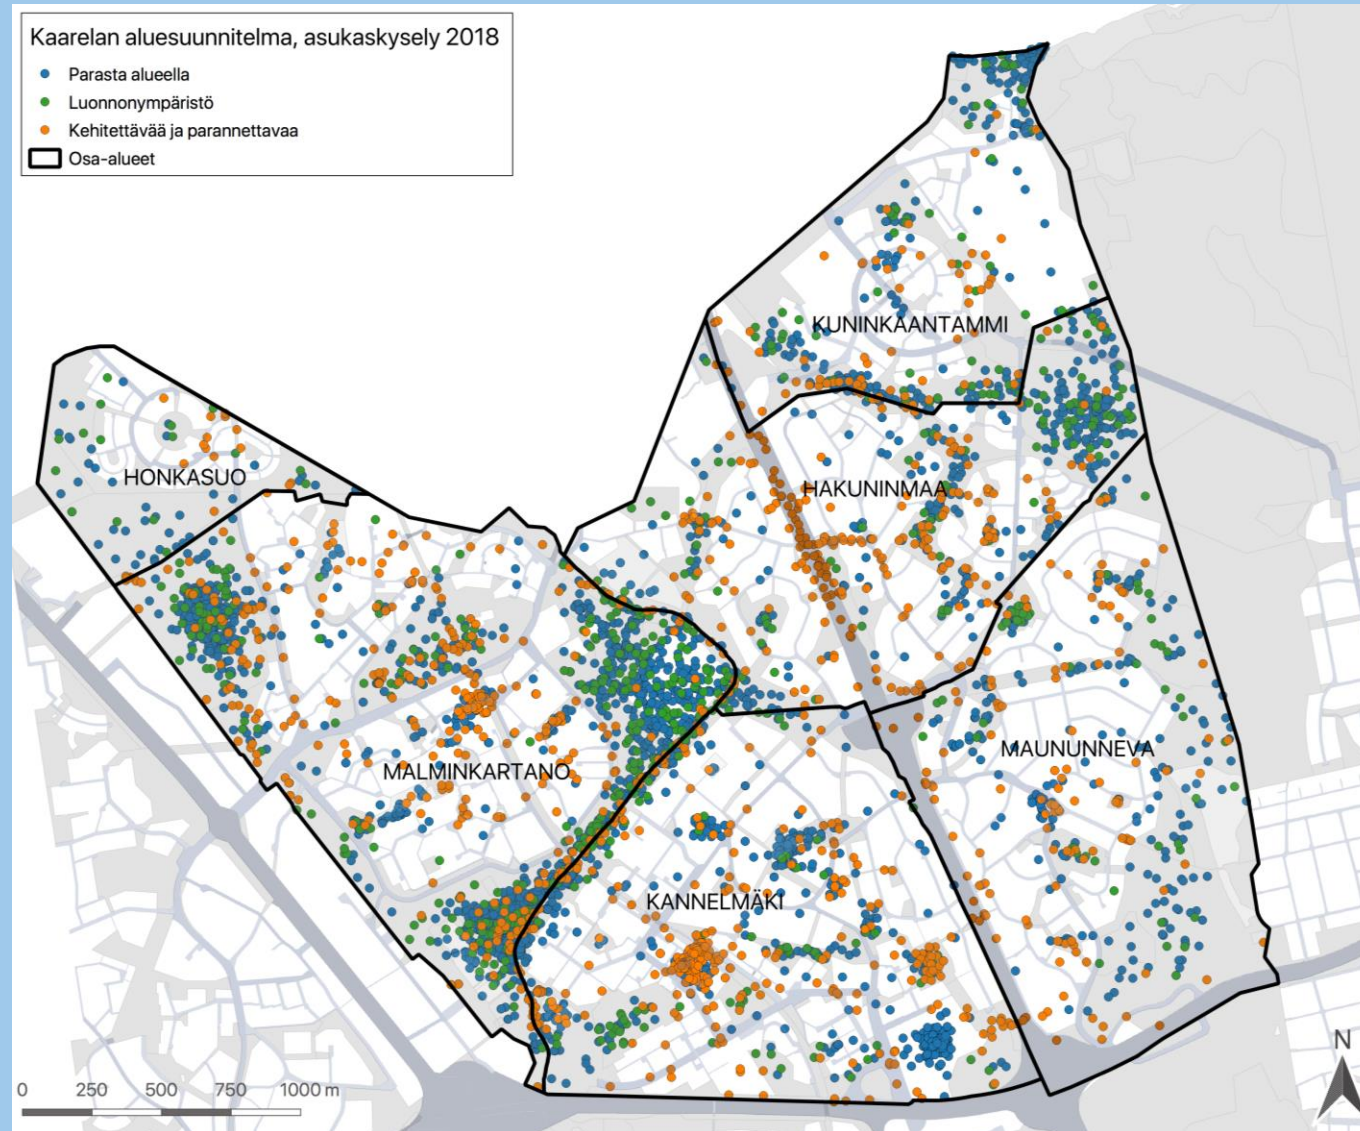 Kaarelan aluesuunnitelma, asukaskysely 2018
Parasta alueella
Luonnonympäristö
Kehitettävää ja parannettavaa
Osa-alueet
KUNINKAANTAMMI
HONKASUO
HAKUNINMAA
MAUNUNNEVA
MALMINKARTANO
KANNELMÄKI
N
0 250 500 750 1000 m